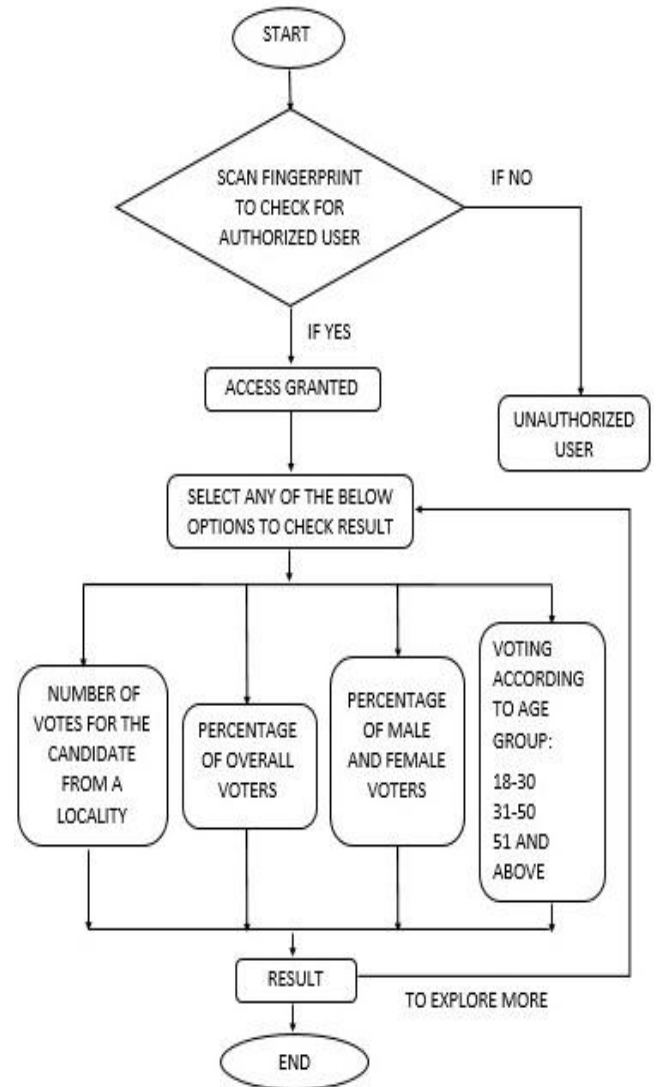 START
SCAN FINGERPRINT
TO CHECK FOR
AUTHORIZED USER
IF NO
IF YES
ACCESS GRANTED
UNAUTHORIZED
USER
SELECT ANY OF THE BELOW
OPTIONS TO CHECK RESULT
NUMBER OF
VOTES FOR THE
CANDIDATE
FROM A
LOCALITY
PERCENTAGE
OF OVERALL
VOTERS
PERCENTAGE
OF MALE
AND FEMALE
VOTERS
VOTING
ACCORDING
TO AGE
GROUP:
18-30
31-50
51 AND
ABOVE
RESULT
TO EXPLORE MORE
END